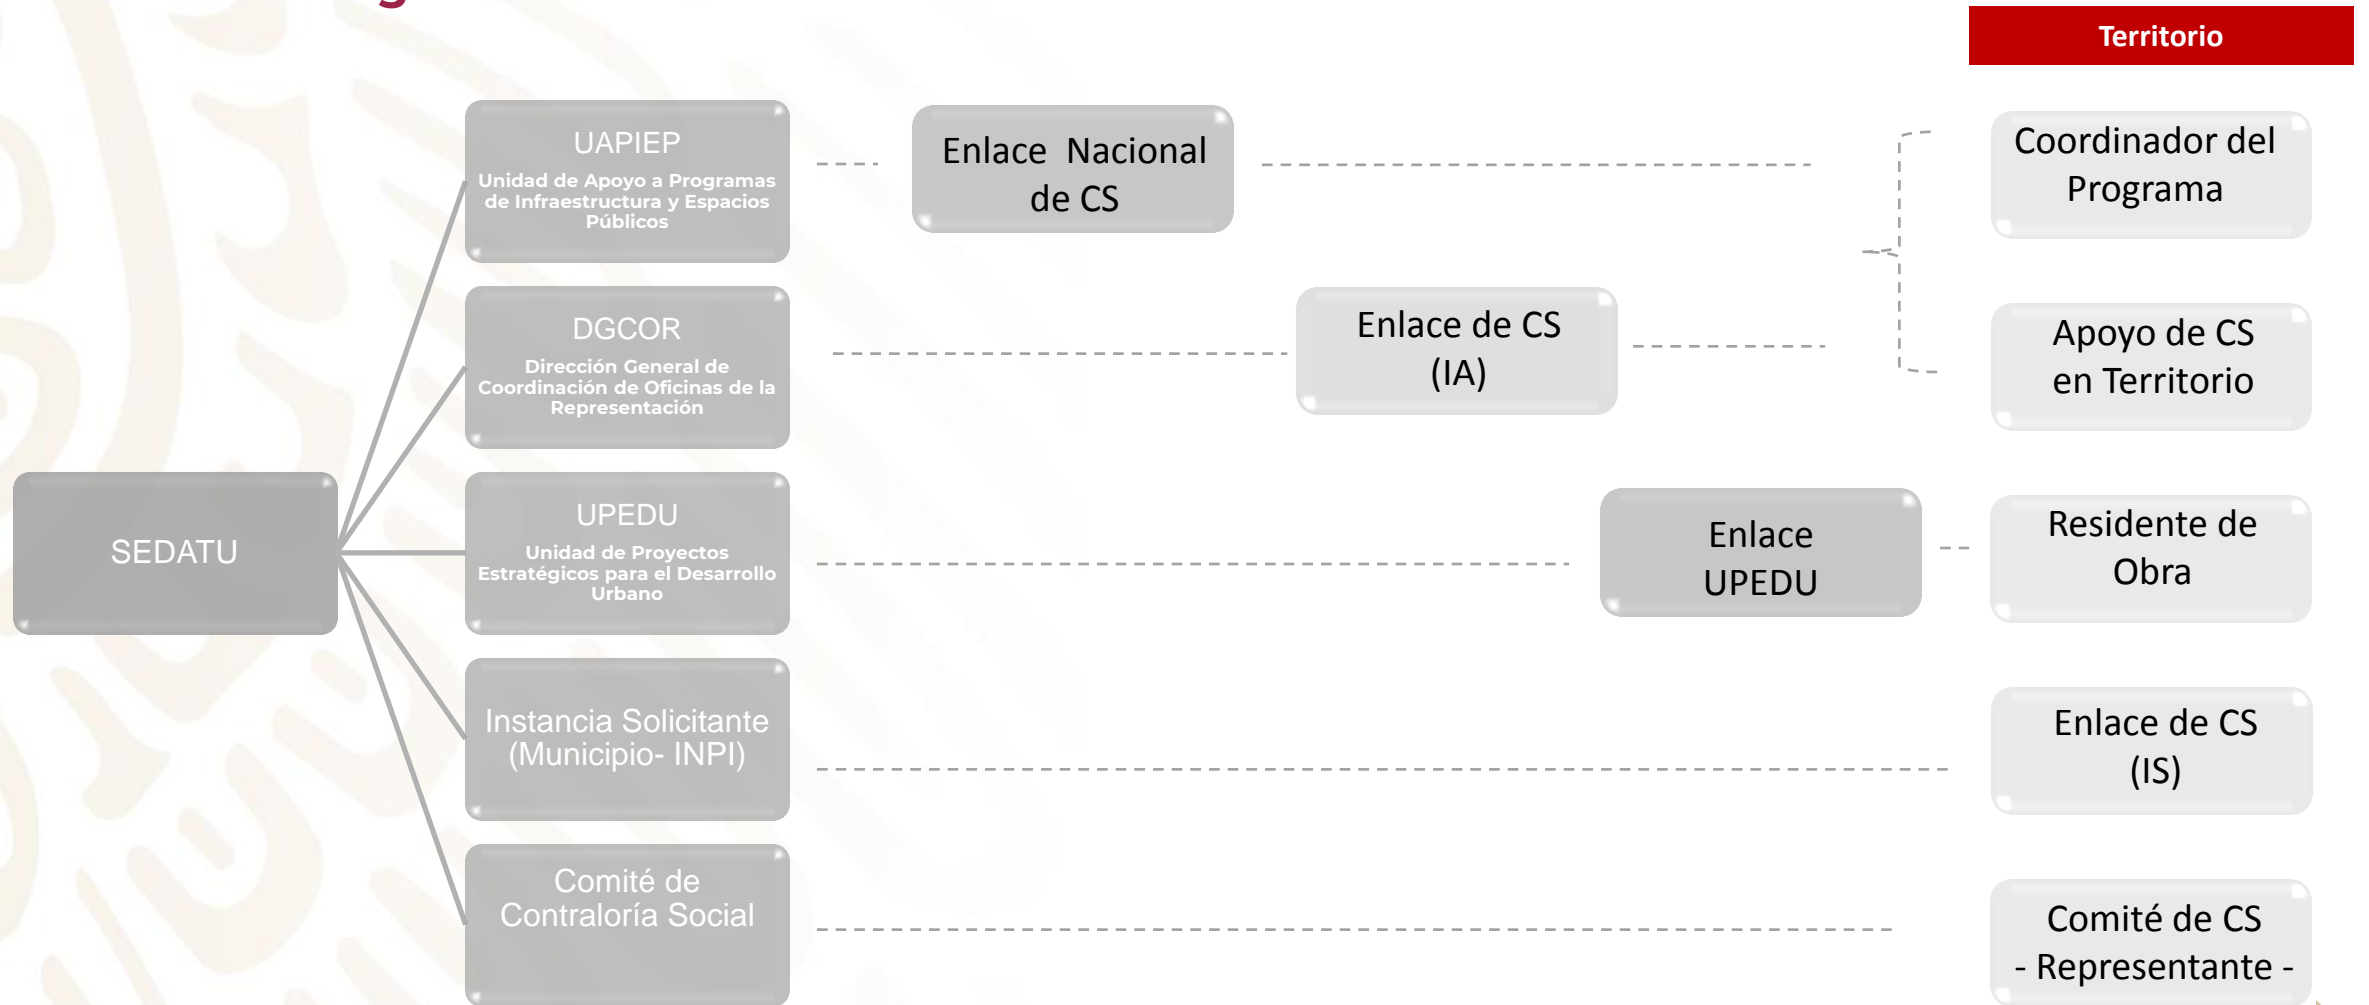 Territorio
UAPIEP
Unidad de Apoyo a Programas
de Infraestructura y Espacios
Públicos
Enlace Nacional
de CS
Coordinador del
Programa
DGCOR
Dirección General de
Coordinación de Oficinas de la
Representación
Enlace de CS
(IA)
Apoyo de CS
en Territorio
SEDATU
UPEDU
Unidad de Proyectos
Estratégicos para el Desarrollo
Urbano
Enlace
UPEDU
Residente de
Obra
Instancia Solicitante
(Municipio- INPI)
Enlace de CS
(IS)
Comité de
Contraloría Social
Comité de CS
- Representante -